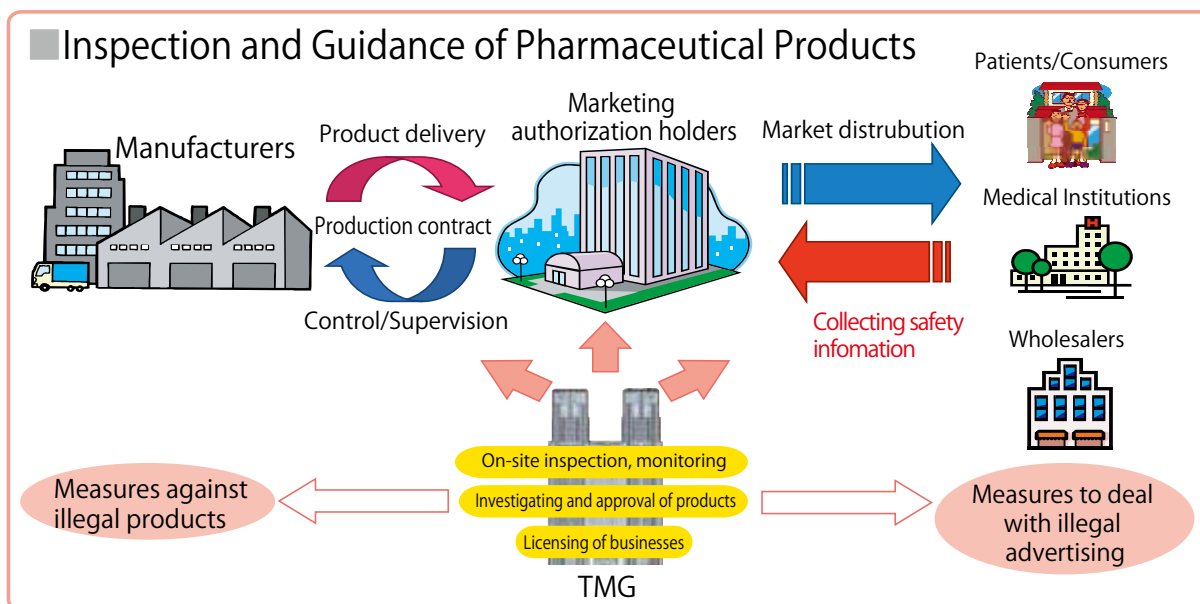 Inspection and Guidance of Pharmaceutical Products
Patients/Consumers
Manufacturers
Product delivery
Marketing
authorization holders
Market distrubution
Production contract
Medical Institutions
H
Control/Supervision
Collecting safety
infomation
Wholesalers
On-site inspection, monitoring
Investigating and approval of products
Licensing of businesses
TMG
Measures against
illegal products
Measures to deal
with illegal
advertising